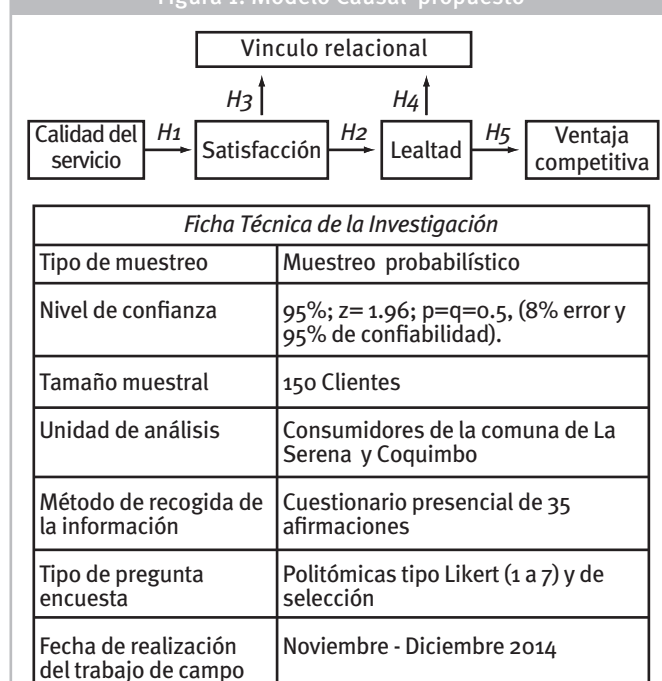 Figura 1. Modelo Causal propuesto
Vinculo relacional
H3
H4
Calidad del
servicio
H1
Satisfacción
H2
Lealtad
H5
Ventaja
competitiva
Ficha Técnica de la Investigación
Tipo de muestreo
Muestreo probabilístico
Nivel de confianza
95%; z= 1.96; p=q=0.5, (8% error y
95% de confiabilidad).
Tamaño muestral
150 Clientes
Unidad de análisis
Consumidores de la comuna de La
Serena y Coquimbo
Método de recogida de
la información
Cuestionario presencial de 35
afirmaciones
Tipo de pregunta
encuesta
Politómicas tipo Likert (1 a 7) y de
selección
Fecha de realización
del trabajo de campo
Noviembre - Diciembre 2014